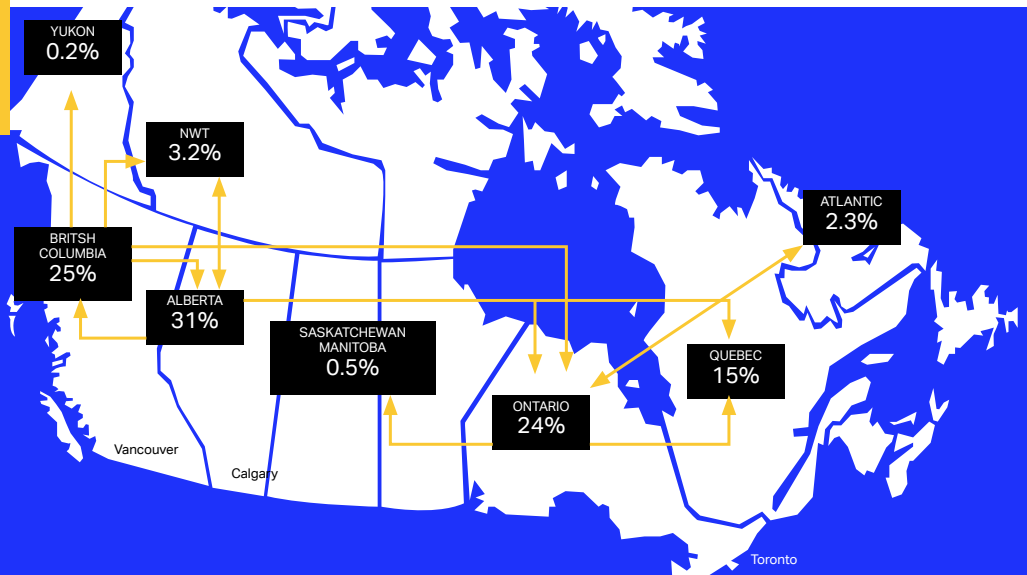 YUKON
0.2%
NWT
3.2%
ATLANTIC
2.3%
BRITSH
COLUMBIA
25%
ALBERTA
31%
SASKATCHEWAN
MANITOBA
0.5%
QUEBEC
15%
ONTARIO
24%
Vancouver
Calgary
Toronto